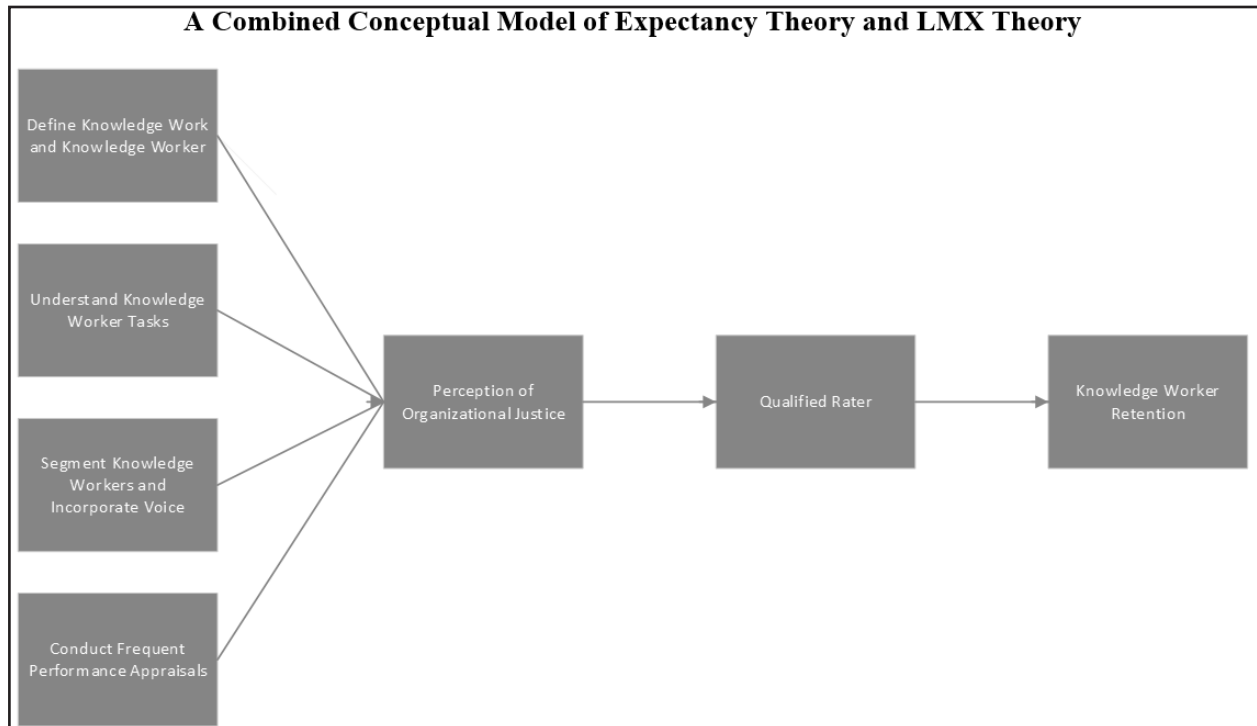 A Combined Conceptual Model of Expectancy Theory and LMX Theory
Define Knowledge Work
and Knowledge Worker
Understand Knowledge
Worker Tasks
Segment Knowledge
Workers and
Incorporate Voice
Conduct Frequent
Performance Appraisals
Perception of
Organizational Justice
Qualified Rater
Knowledge Worker
Retention